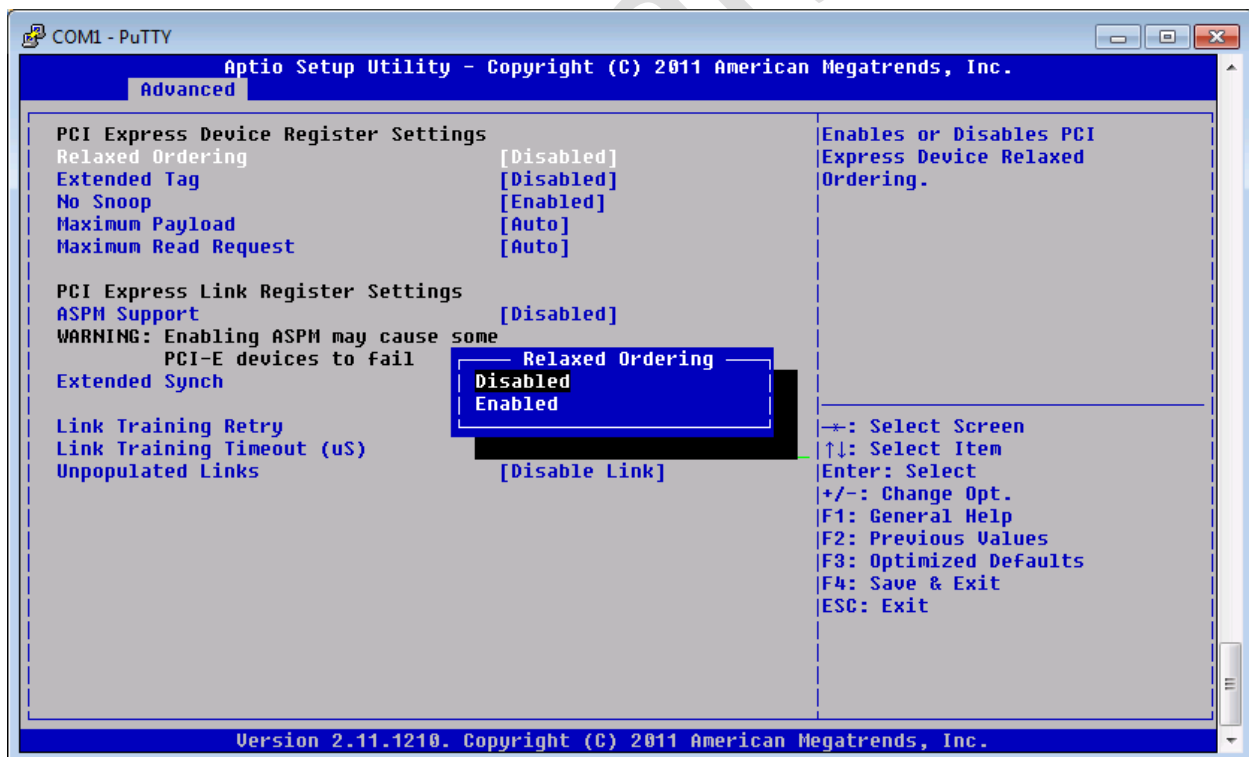 COM1 - PuTTY
Aptio Setup Utility - Copyright (C) 2011 American Megatrends, Inc.
Advanced
PCI Express Device Register Settings
Relaxed Ordering [Disabled]
Extended Tag [Disabled]
No Snoop [Enabled]
Maximum Payload [Auto]
Maximum Read Request [Auto]
PCI Express Link Register Settings
ASPM Support [Disabled]
WARNING: Enabling ASPM may cause some
PCI-E devices to fail
Extended Synch
Link Training Retry
Link Training Timeout (uS)
Unpopulated Links [Disable Link]
Relaxed Ordering
Disabled
Enabled
Enables or Disables PCI
Express Device Relaxed
Ordering.
→←: Select Screen
↑↓: Select Item
Enter: Select
+/-: Change Opt.
F1: General Help
F2: Previous Values
F3: Optimized Defaults
F4: Save & Exit
ESC: Exit
Version 2.11.1210. Copyright (C) 2011 American Megatrends, Inc.